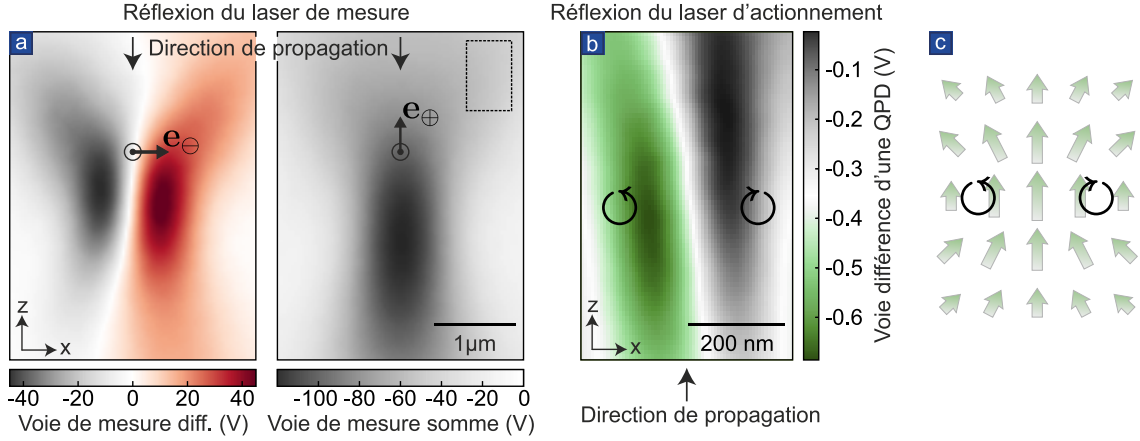 Réflexion du laser de mesure
Réflexion du laser d'actionnement
a
Direction de propagation
e⊖
e⊕
z
x
1µm
-40 -20 0 20 40
Voie de mesure diff. (V)
-100 -80 -60 -40 -20 0
Voie de mesure somme (V)
b
z
x
200 nm
Direction de propagation
-0.1
-0.2
-0.3
-0.4
-0.5
-0.6
Voie différence d'une QPD (V)
c